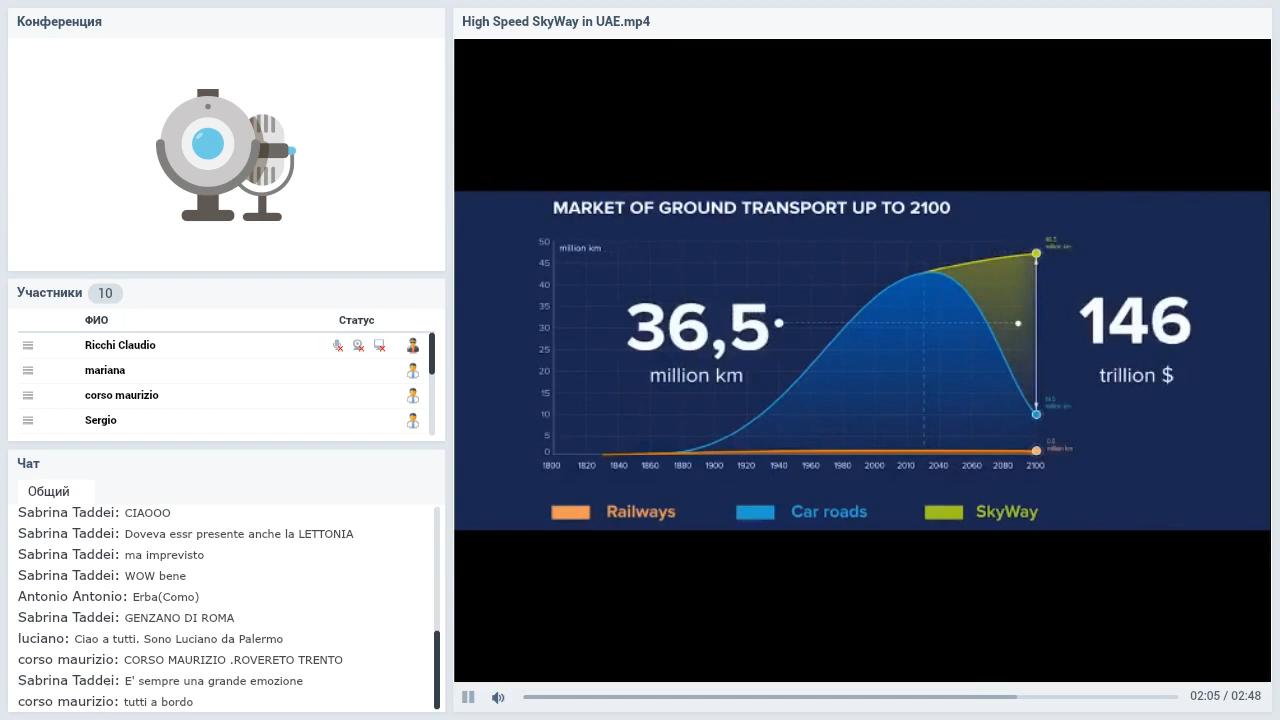 Конференция
Участники 10
ФИО Статус
Ricchi Claudio
mariana
corso maurizio
Sergio
Чат
Общий
Sabrina Taddei: CIAOOO
Sabrina Taddei: Doveva essr presente anche la LETTONIA
Sabrina Taddei: ma imprevisto
Sabrina Taddei: WOW bene
Antonio Antonio: Erba(Como)
Sabrina Taddei: GENZANO DI ROMA
luciano: Ciao a tutti. Sono Luciano da Palermo
corso maurizio: CORSO MAURIZIO .ROVERETO TRENTO
Sabrina Taddei: E' sempre una grande emozione
corso maurizio: tutti a bordo
High Speed SkyWay in UAE.mp4
MARKET OF GROUND TRANSPORT UP TO 2100
million km
50
45
40
35
30
25
20
15
10
5
0
1800 1820 1840 1860 1880 1900 1920 1940 1960 1980 2000 2010 2040 2060 2080 2100
36,5
million km
146
trillion $
million km
million km
million km
Railways Car roads SkyWay
02:05 / 02:48